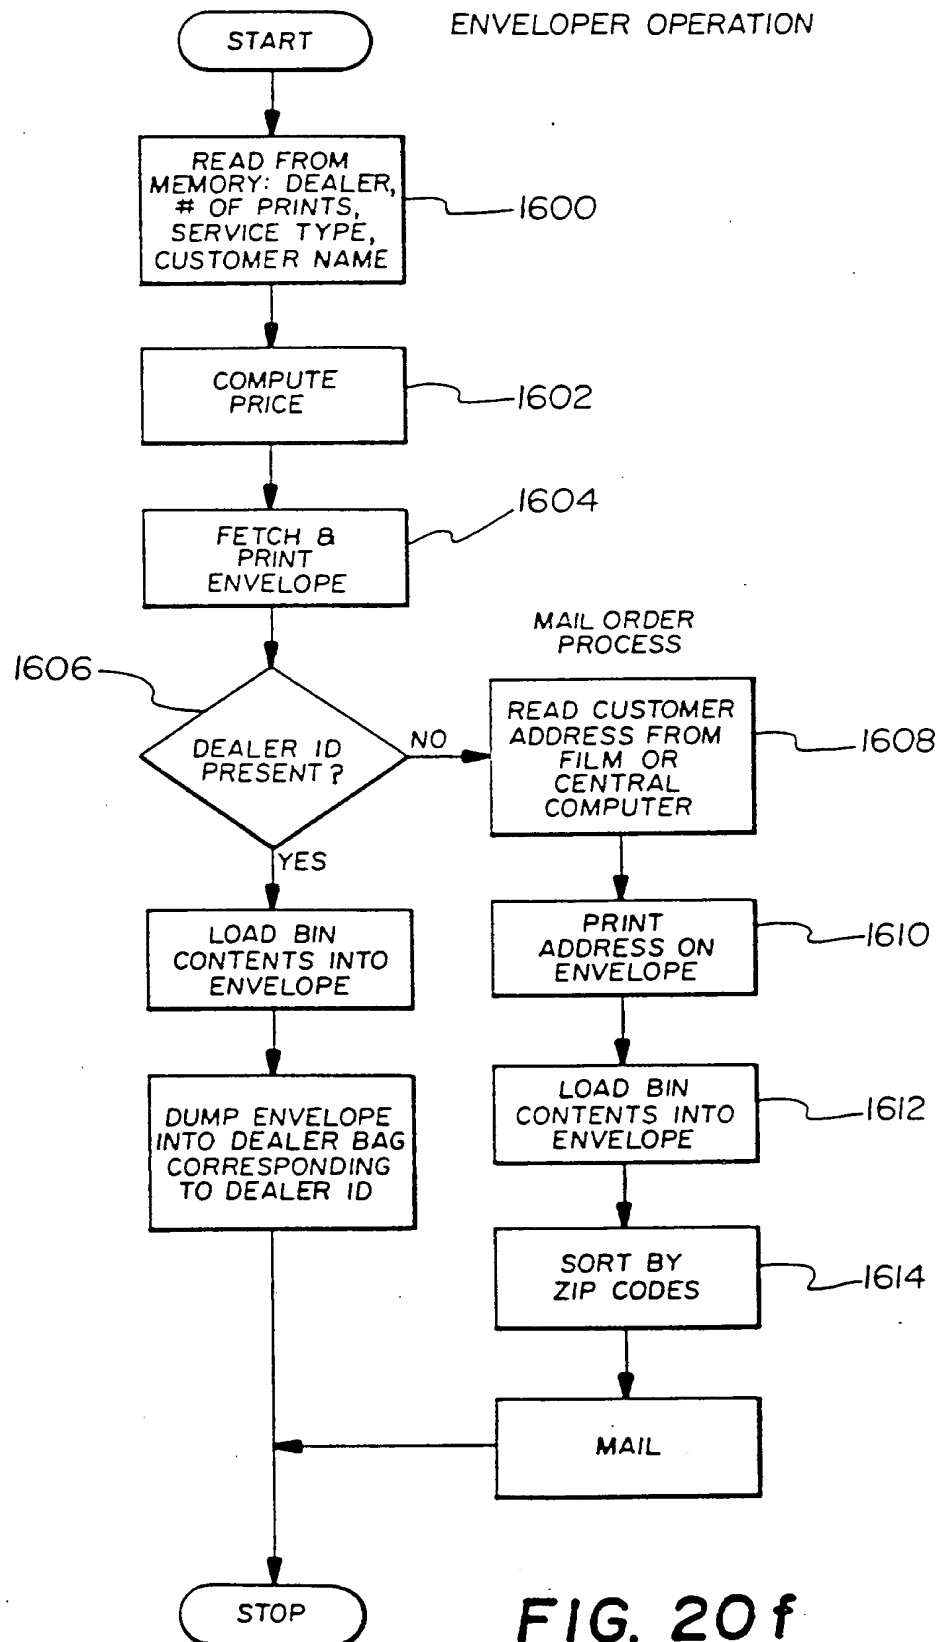 ENVELOPER OPERATION
START
READ FROM
MEMORY: DEALER,
# OF PRINTS,
SERVICE TYPE,
CUSTOMER NAME
1600
COMPUTE
PRICE
1602
FETCH &
PRINT
ENVELOPE
1604
1606
DEALER ID
PRESENT?
NO
YES
MAIL ORDER
PROCESS
READ CUSTOMER
ADDRESS FROM
FILM OR
CENTRAL
COMPUTER
1608
LOAD BIN
CONTENTS INTO
ENVELOPE
PRINT
ADDRESS ON
ENVELOPE
1610
DUMP ENVELOPE
INTO DEALER BAG
CORRESPONDING
TO DEALER ID
LOAD BIN
CONTENTS INTO
ENVELOPE
1612
SORT BY
ZIP CODES
1614
MAIL
STOP
FIG. 20f